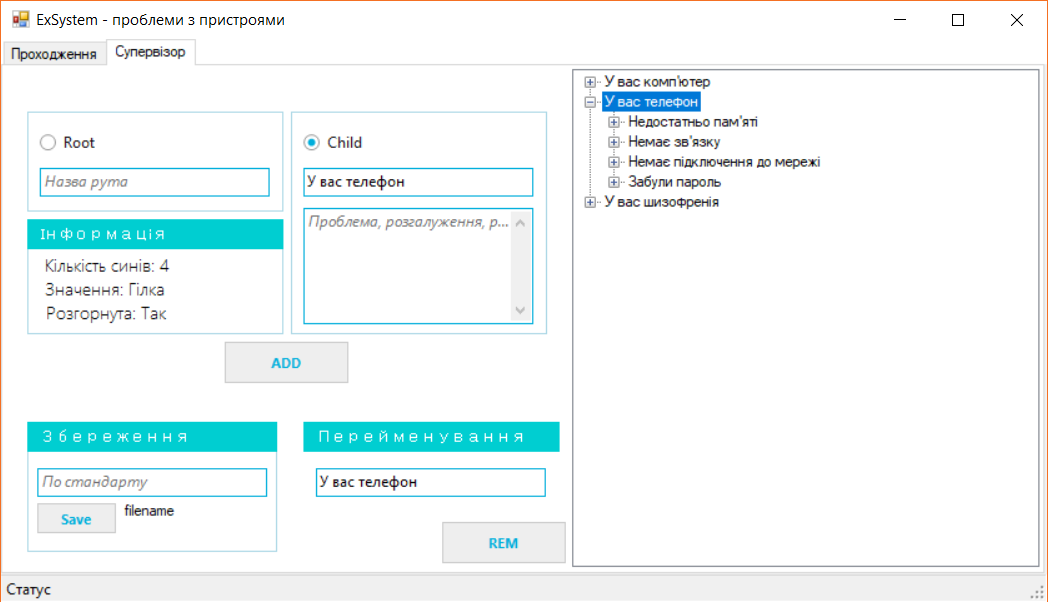 ExSystem - проблеми з пристроями
Проходження
Супервізор
Root
Назва рута
Інформація
Кількість синів: 4
Значення: Гілка
Розгорнута: Так
Child
У вас телефон
Проблема, розгалуження, р...
ADD
Збереження
По стандарту
Save
filename
Перейменування
У вас телефон
REM
У вас комп'ютер
У вас телефон
Недостатньо пам'яті
Немає зв'язку
Немає підключення до мережі
Забули пароль
У вас шизофренія
Статус